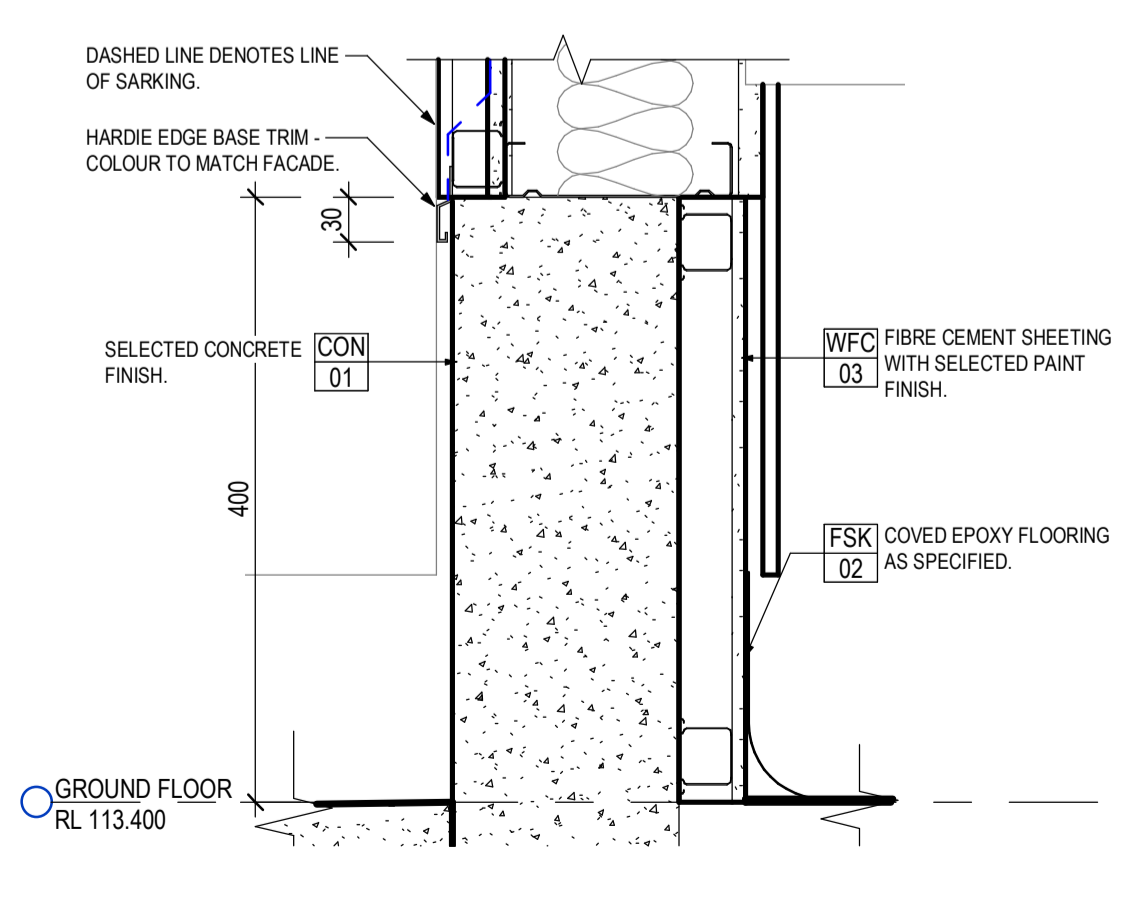 DASHED LINE DENOTES LINE
OF SARKING.
HARDIE EDGE BASE TRIM -
COLOUR TO MATCH FACADE.
30
SELECTED CONCRETE
FINISH.
CON
01
WFC
03
FIBRE CEMENT SHEETING
WITH SELECTED PAINT
FINISH.
400
FSK
02
COVED EPOXY FLOORING
AS SPECIFIED.
GROUND FLOOR
RL 113.400